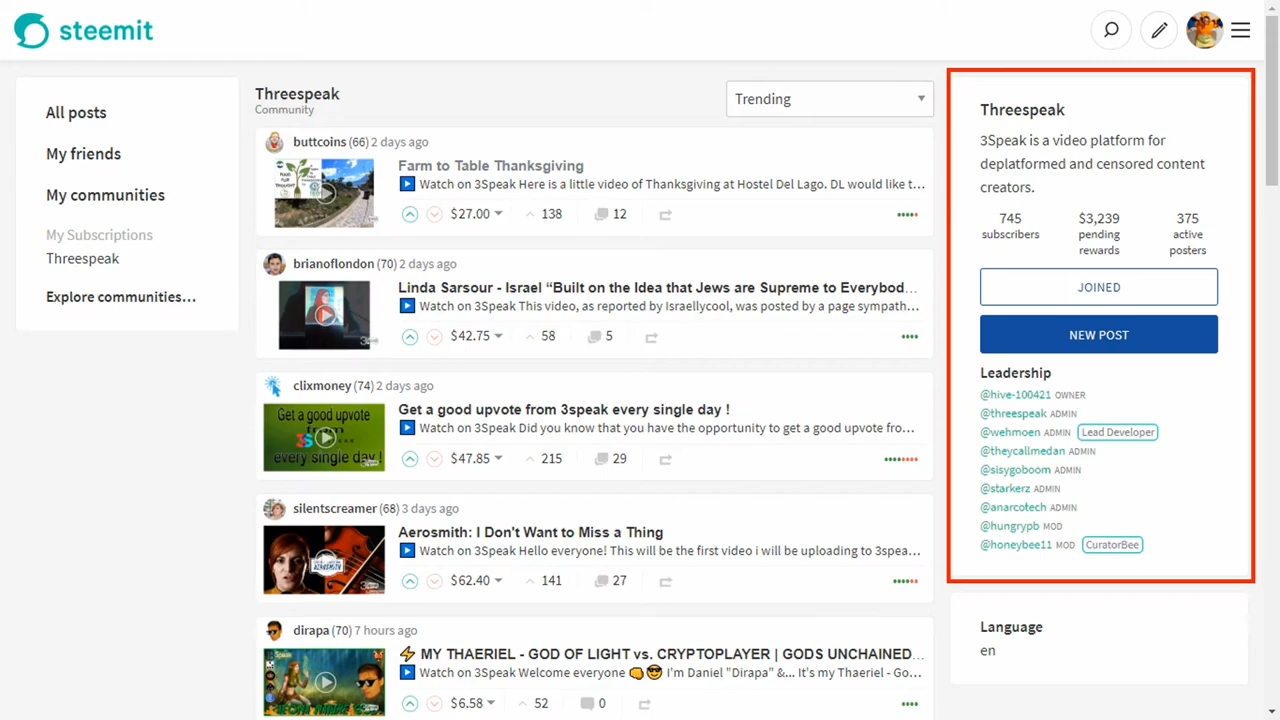 steemit
All posts
My friends
My communities
My Subscriptions
Threespeak
Explore communities...
Threespeak
Community
Trending
buttcoins (66) 2 days ago
Farm to Table Thanksgiving
Watch on 3Speak Here is a little video of Thanksgiving at Hostel Del Lago. DL would like t...
$27.00 138 12
brianoflondon (70) 2 days ago
Linda Sarsour - Israel “Built on the Idea that Jews are Supreme to Everybod...
Watch on 3Speak This video, as reported by Israellycool, was posted by a page sympath...
$42.75 58 5
clixmoney (74) 2 days ago
Get a good upvote from 3speak every single day !
Get a good upvote
from
3S
every single day !
Watch on 3Speak Did you know that you have the opportunity to get a good upvote fro...
$47.85 215 29
silentscreamer (68) 3 days ago
Aerosmith: I Don't Want to Miss a Thing
Watch on 3Speak Hello everyone! This will be the first video i will be uploading to 3spea...
$62.40 141 27
dirapa (70) 7 hours ago
⚡ MY THAERIEL - GOD OF LIGHT vs. CRYPTOPLAYER | GODS UNCHAINED...
Watch on 3Speak Welcome everyone 👊😎 I'm Daniel "Dirapa" &... It's my Thaeriel - Go...
$6.58 52 0
Threespeak
3Speak is a video platform for
deplatformed and censored content
creators.
745 $3,239 375
subscribers pending active
rewards posters
JOINED
NEW POST
Leadership
@hive-100421 OWNER
@threespeak ADMIN
@wehmoen ADMIN Lead Developer
@theycallmedan ADMIN
@sisygoboom ADMIN
@starkerz ADMIN
@anarcotech ADMIN
@hungrypb MOD
@honeybee11 MOD CuratorBee
Language
en